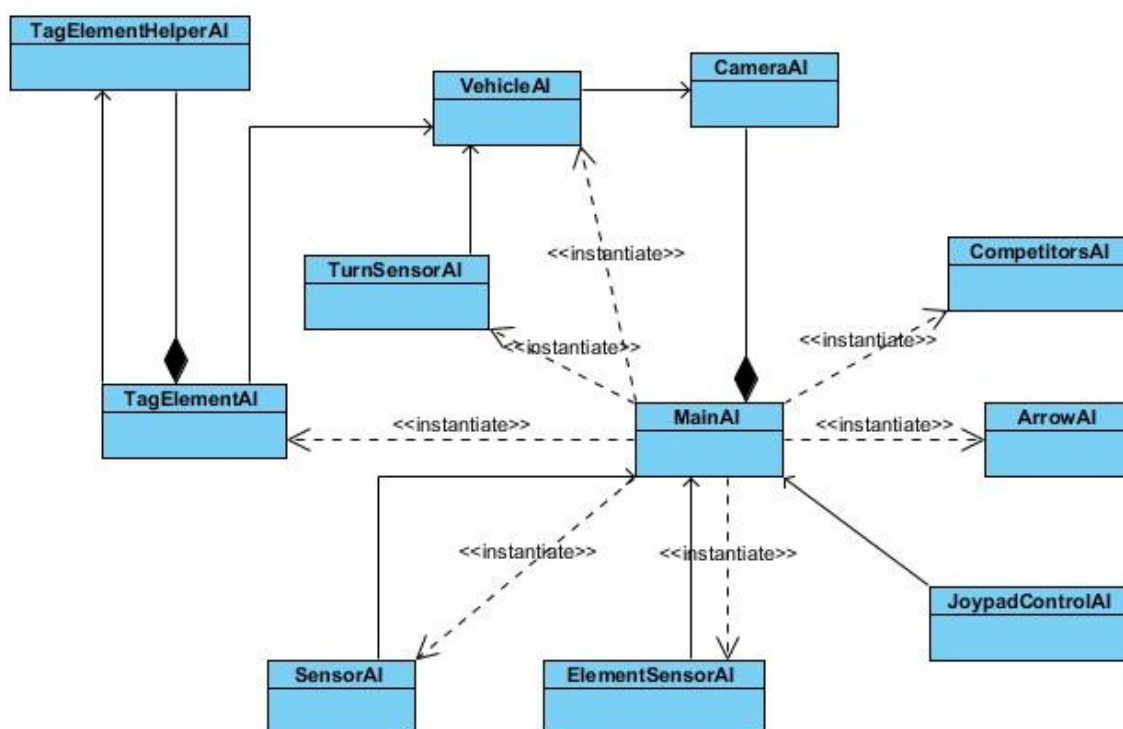 TagElementHelperAI
VehicleAI
CameraAI
<<instantiate>>
TurnSensorAI
CompetitorsAI
<<instantiate>>
<<instantiate>>
TagElementAI
<<instantiate>>
MainAI
<<instantiate>>
ArrowAI
<<instantiate>>
<<instantiate>>
JoypadControlAI
SensorAI
ElementSensorAI